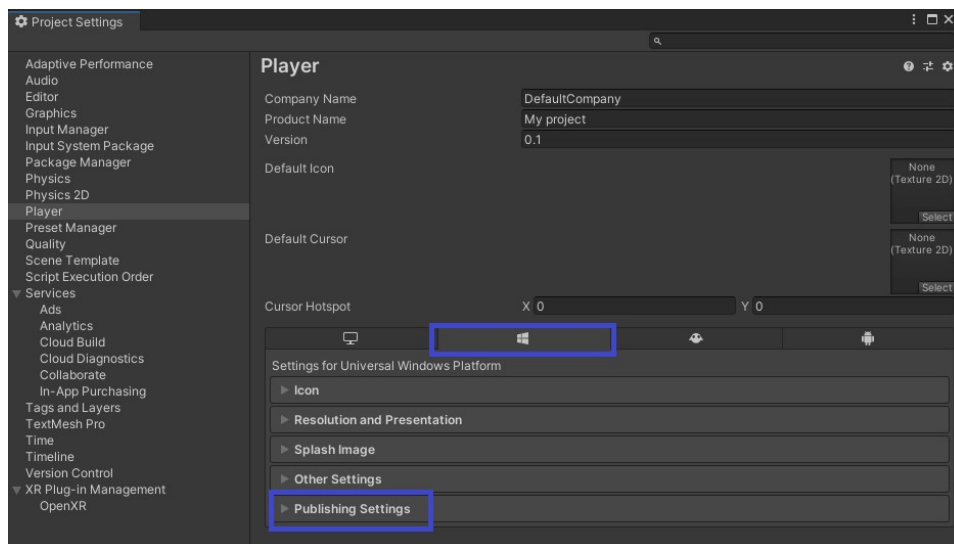 Project Settings
Adaptive Performance
Audio
Editor
Graphics
Input Manager
Input System Package
Package Manager
Physics
Physics 2D
Player
Preset Manager
Quality
Scene Template
Script Execution Order
Services
Ads
Analytics
Cloud Build
Cloud Diagnostics
Collaborate
In-App Purchasing
Tags and Layers
TextMesh Pro
Time
Timeline
Version Control
XR Plug-in Management
OpenXR
Player
Company Name DefaultCompany
Product Name My project
Version 0.1
Default Icon
None
(Texture 2D)
Select
Default Cursor
None
(Texture 2D)
Select
Cursor Hotspot X 0 Y 0
Settings for Universal Windows Platform
Icon
Resolution and Presentation
Splash Image
Other Settings
Publishing Settings